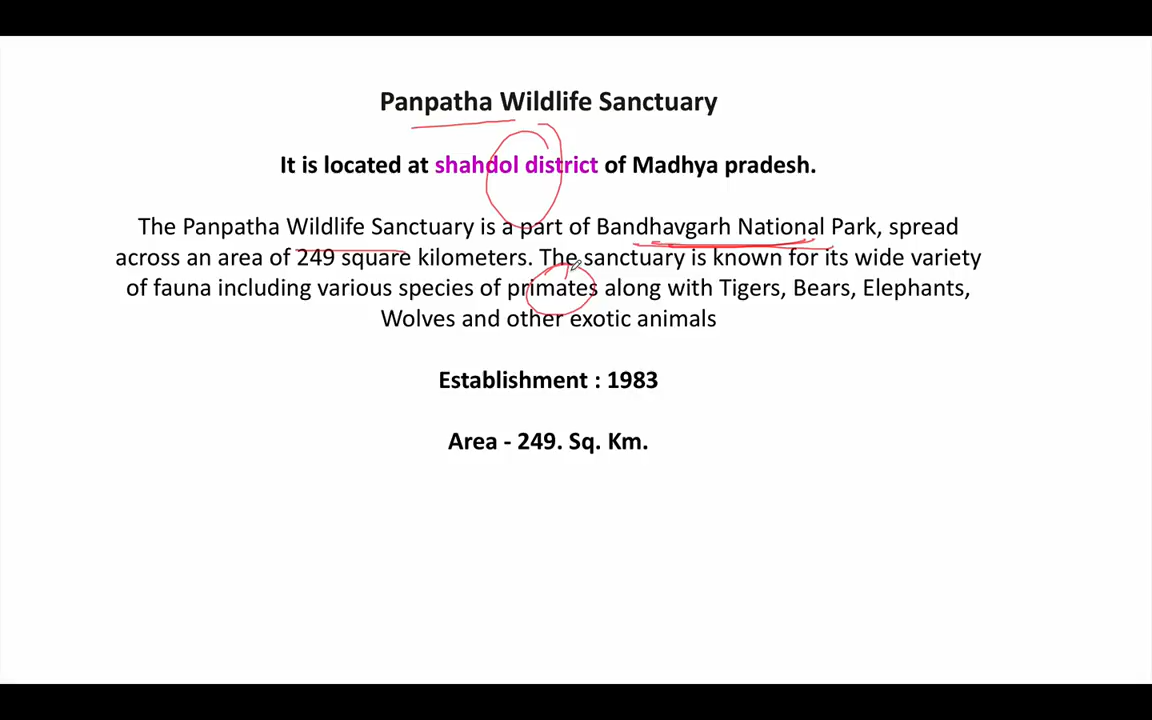 Panpatha Wildlife Sanctuary
It is located at shahdol district of Madhya pradesh.
The Panpatha Wildlife Sanctuary is a part of Bandhavgarh National Park, spread
across an area of 249 square kilometers. The sanctuary is known for its wide variety
of fauna including various species of primates along with Tigers, Bears, Elephants,
Wolves and other exotic animals
Establishment : 1983
Area - 249. Sq. Km.